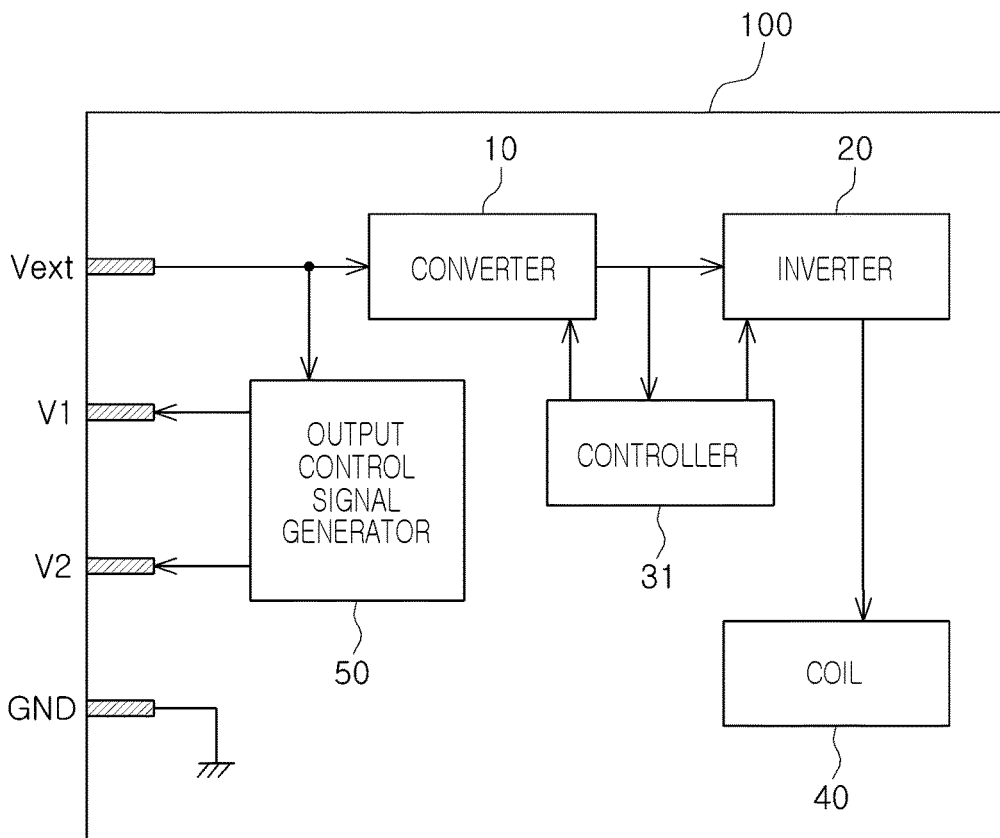 100
10
20
Vext
CONVERTER
INVERTER
V1
OUTPUT
CONTROL
SIGNAL
GENERATOR
CONTROLLER
V2
31
50
COIL
GND
40